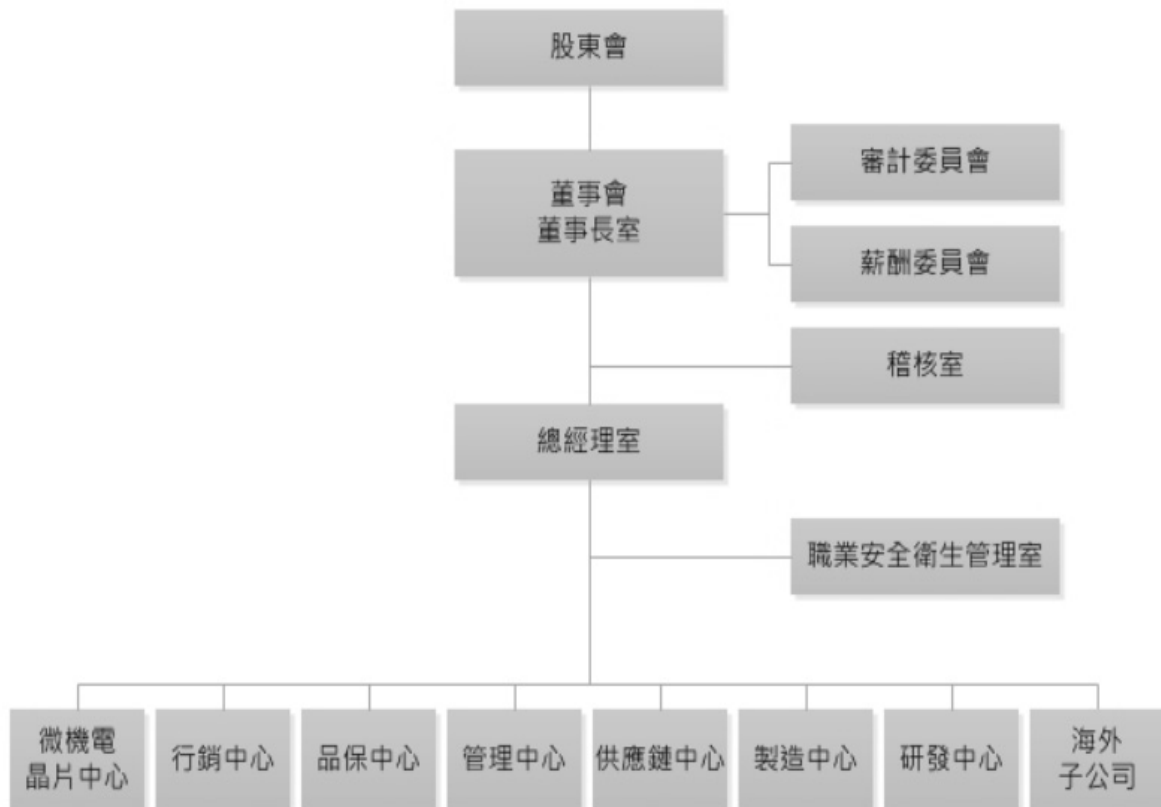 股東會
董事會
董事長室
審計委員會
薪酬委員會
稽核室
總經理室
職業安全衛生管理室
微機電
晶片中心
行銷中心
品保中心
管理中心
供應鏈中心
製造中心
研發中心
海外
子公司